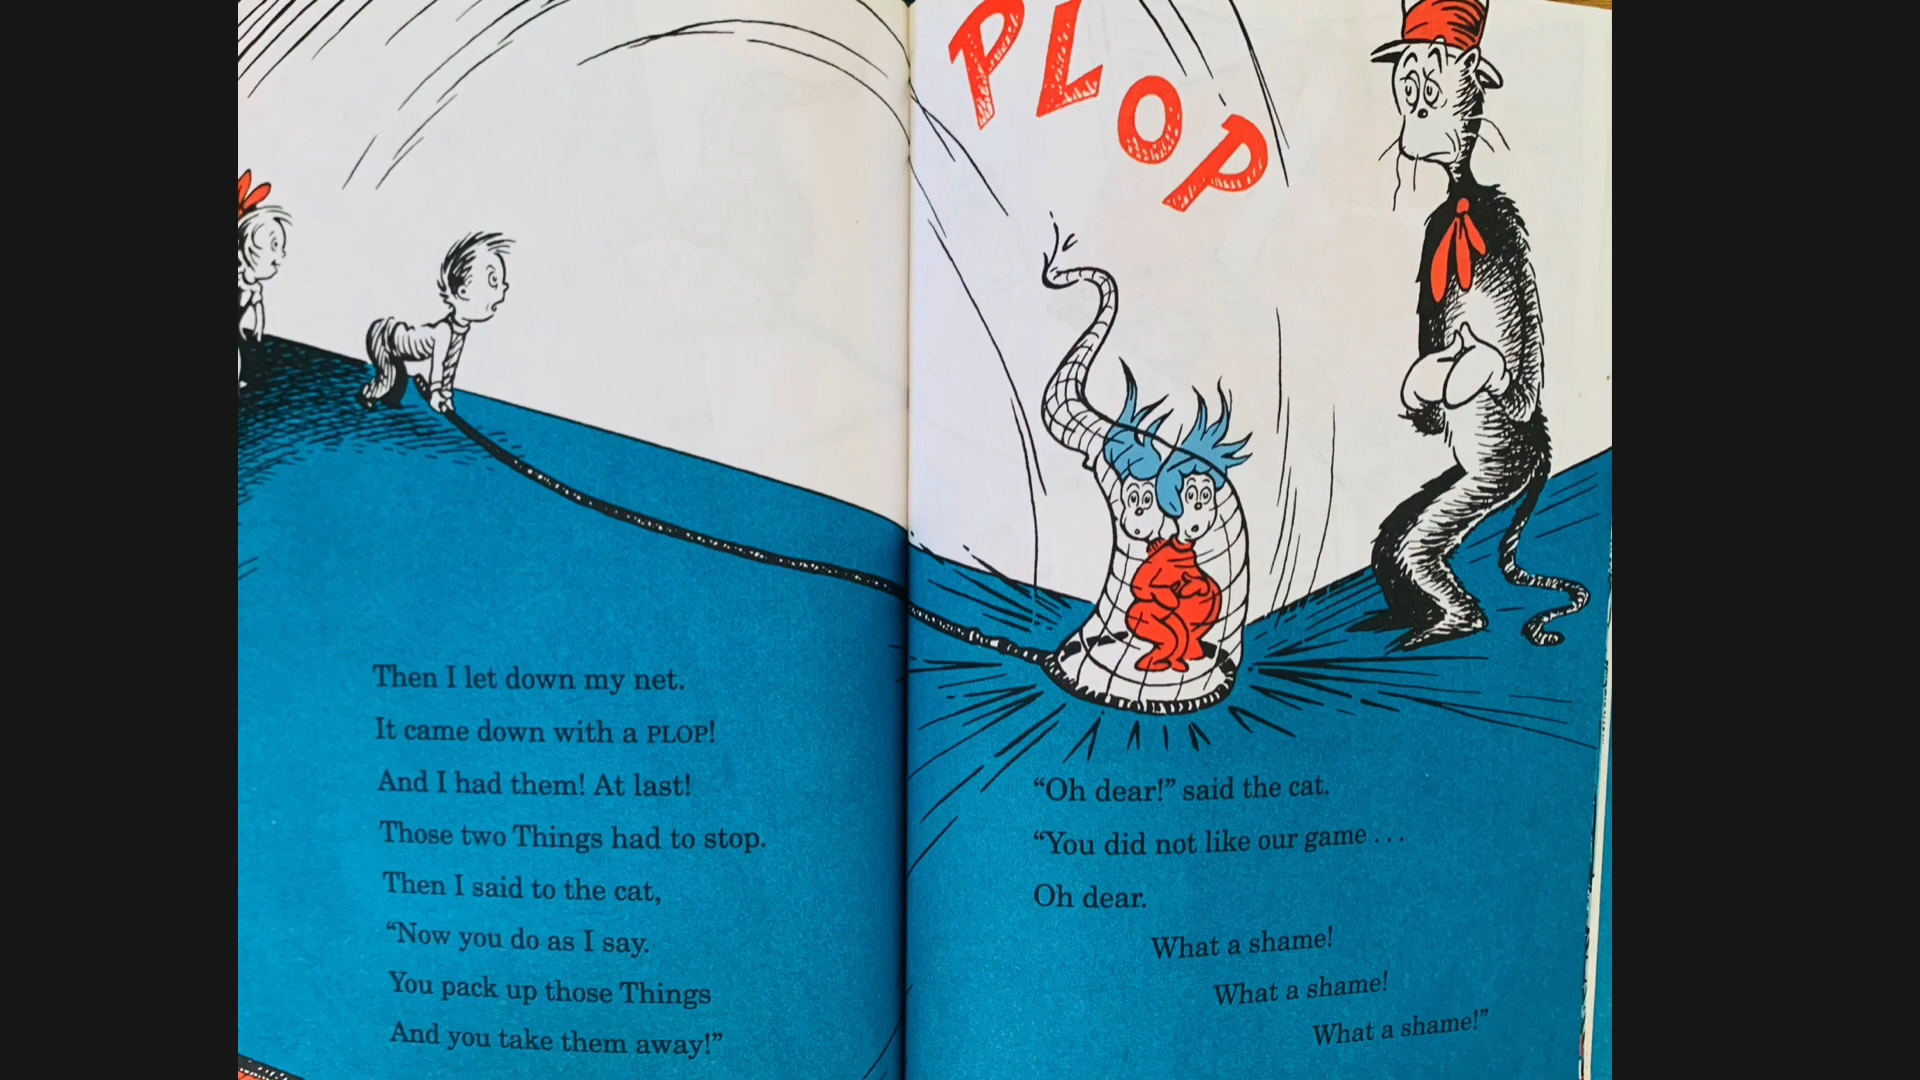 Then I let down my net.
It came down with a PLOP!
And I had them! At last!
Those two Things had to stop.
Then I said to the cat,
“Now you do as I say.
You pack up those Things
And you take them away!”
PLOP
“Oh dear!” said the cat.
“You did not like our game . . .
Oh dear.
What a shame!
What a shame!
What a shame!”